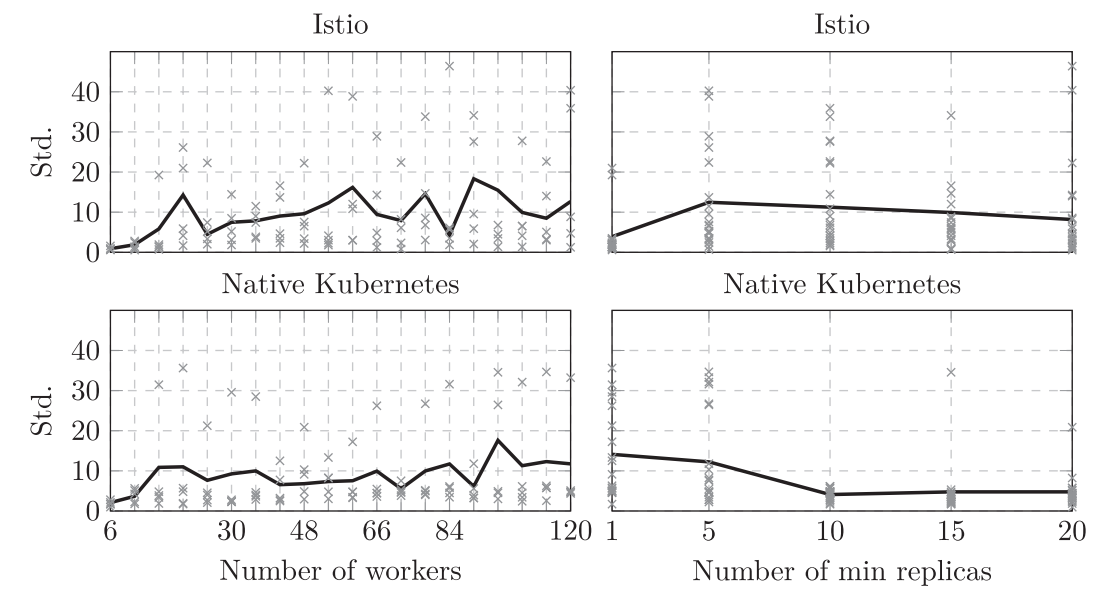 Istio Istio
40
30
20
10
0
Std.
Native Kubernetes Native Kubernetes
40
30
20
10
0
Std.
6 30 48 66 84 120 1 5 10 15 20
Number of workers Number of min replicas